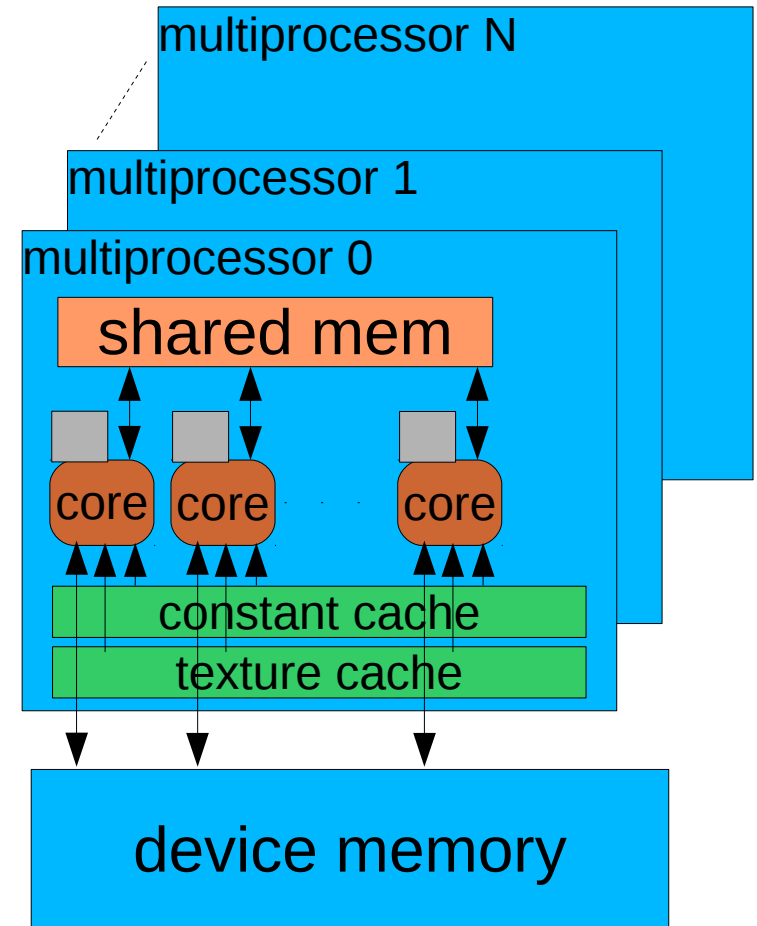 multiprocessor N
multiprocessor 1
multiprocessor 0
shared mem
core core core
constant cache
texture cache
device memory